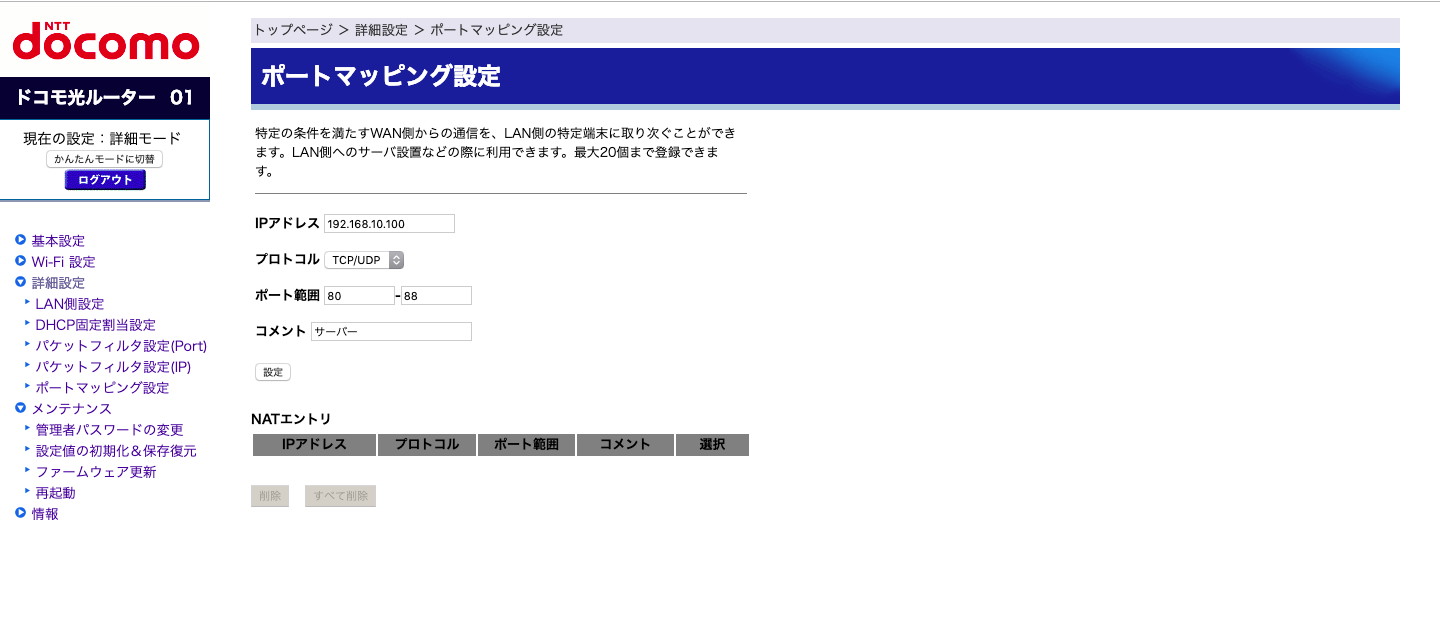 NTT
docomo
ドコモ光ルーター 01
現在の設定：詳細モード
かんたんモードに切替
ログアウト
基本設定
Wi-Fi 設定
詳細設定
LAN側設定
DHCP固定割当設定
パケットフィルタ設定(Port)
パケットフィルタ設定(IP)
ポートマッピング設定
メンテナンス
管理者パスワードの変更
設定値の初期化＆保存復元
ファームウェア更新
再起動
情報
トップページ ＞ 詳細設定 ＞ ポートマッピング設定
ポートマッピング設定
特定の条件を満たすWAN側からの通信を、LAN側の特定端末に取り次ぐことができ
ます。LAN側へのサーバ設置などの際に利用できます。最大20個まで登録できま
す。
IPアドレス 192.168.10.100
プロトコル TCP/UDP
ポート範囲 80 - 88
コメント サーバー
設定
NATエントリ
IPアドレス プロトコル ポート範囲 コメント 選択
削除 すべて削除